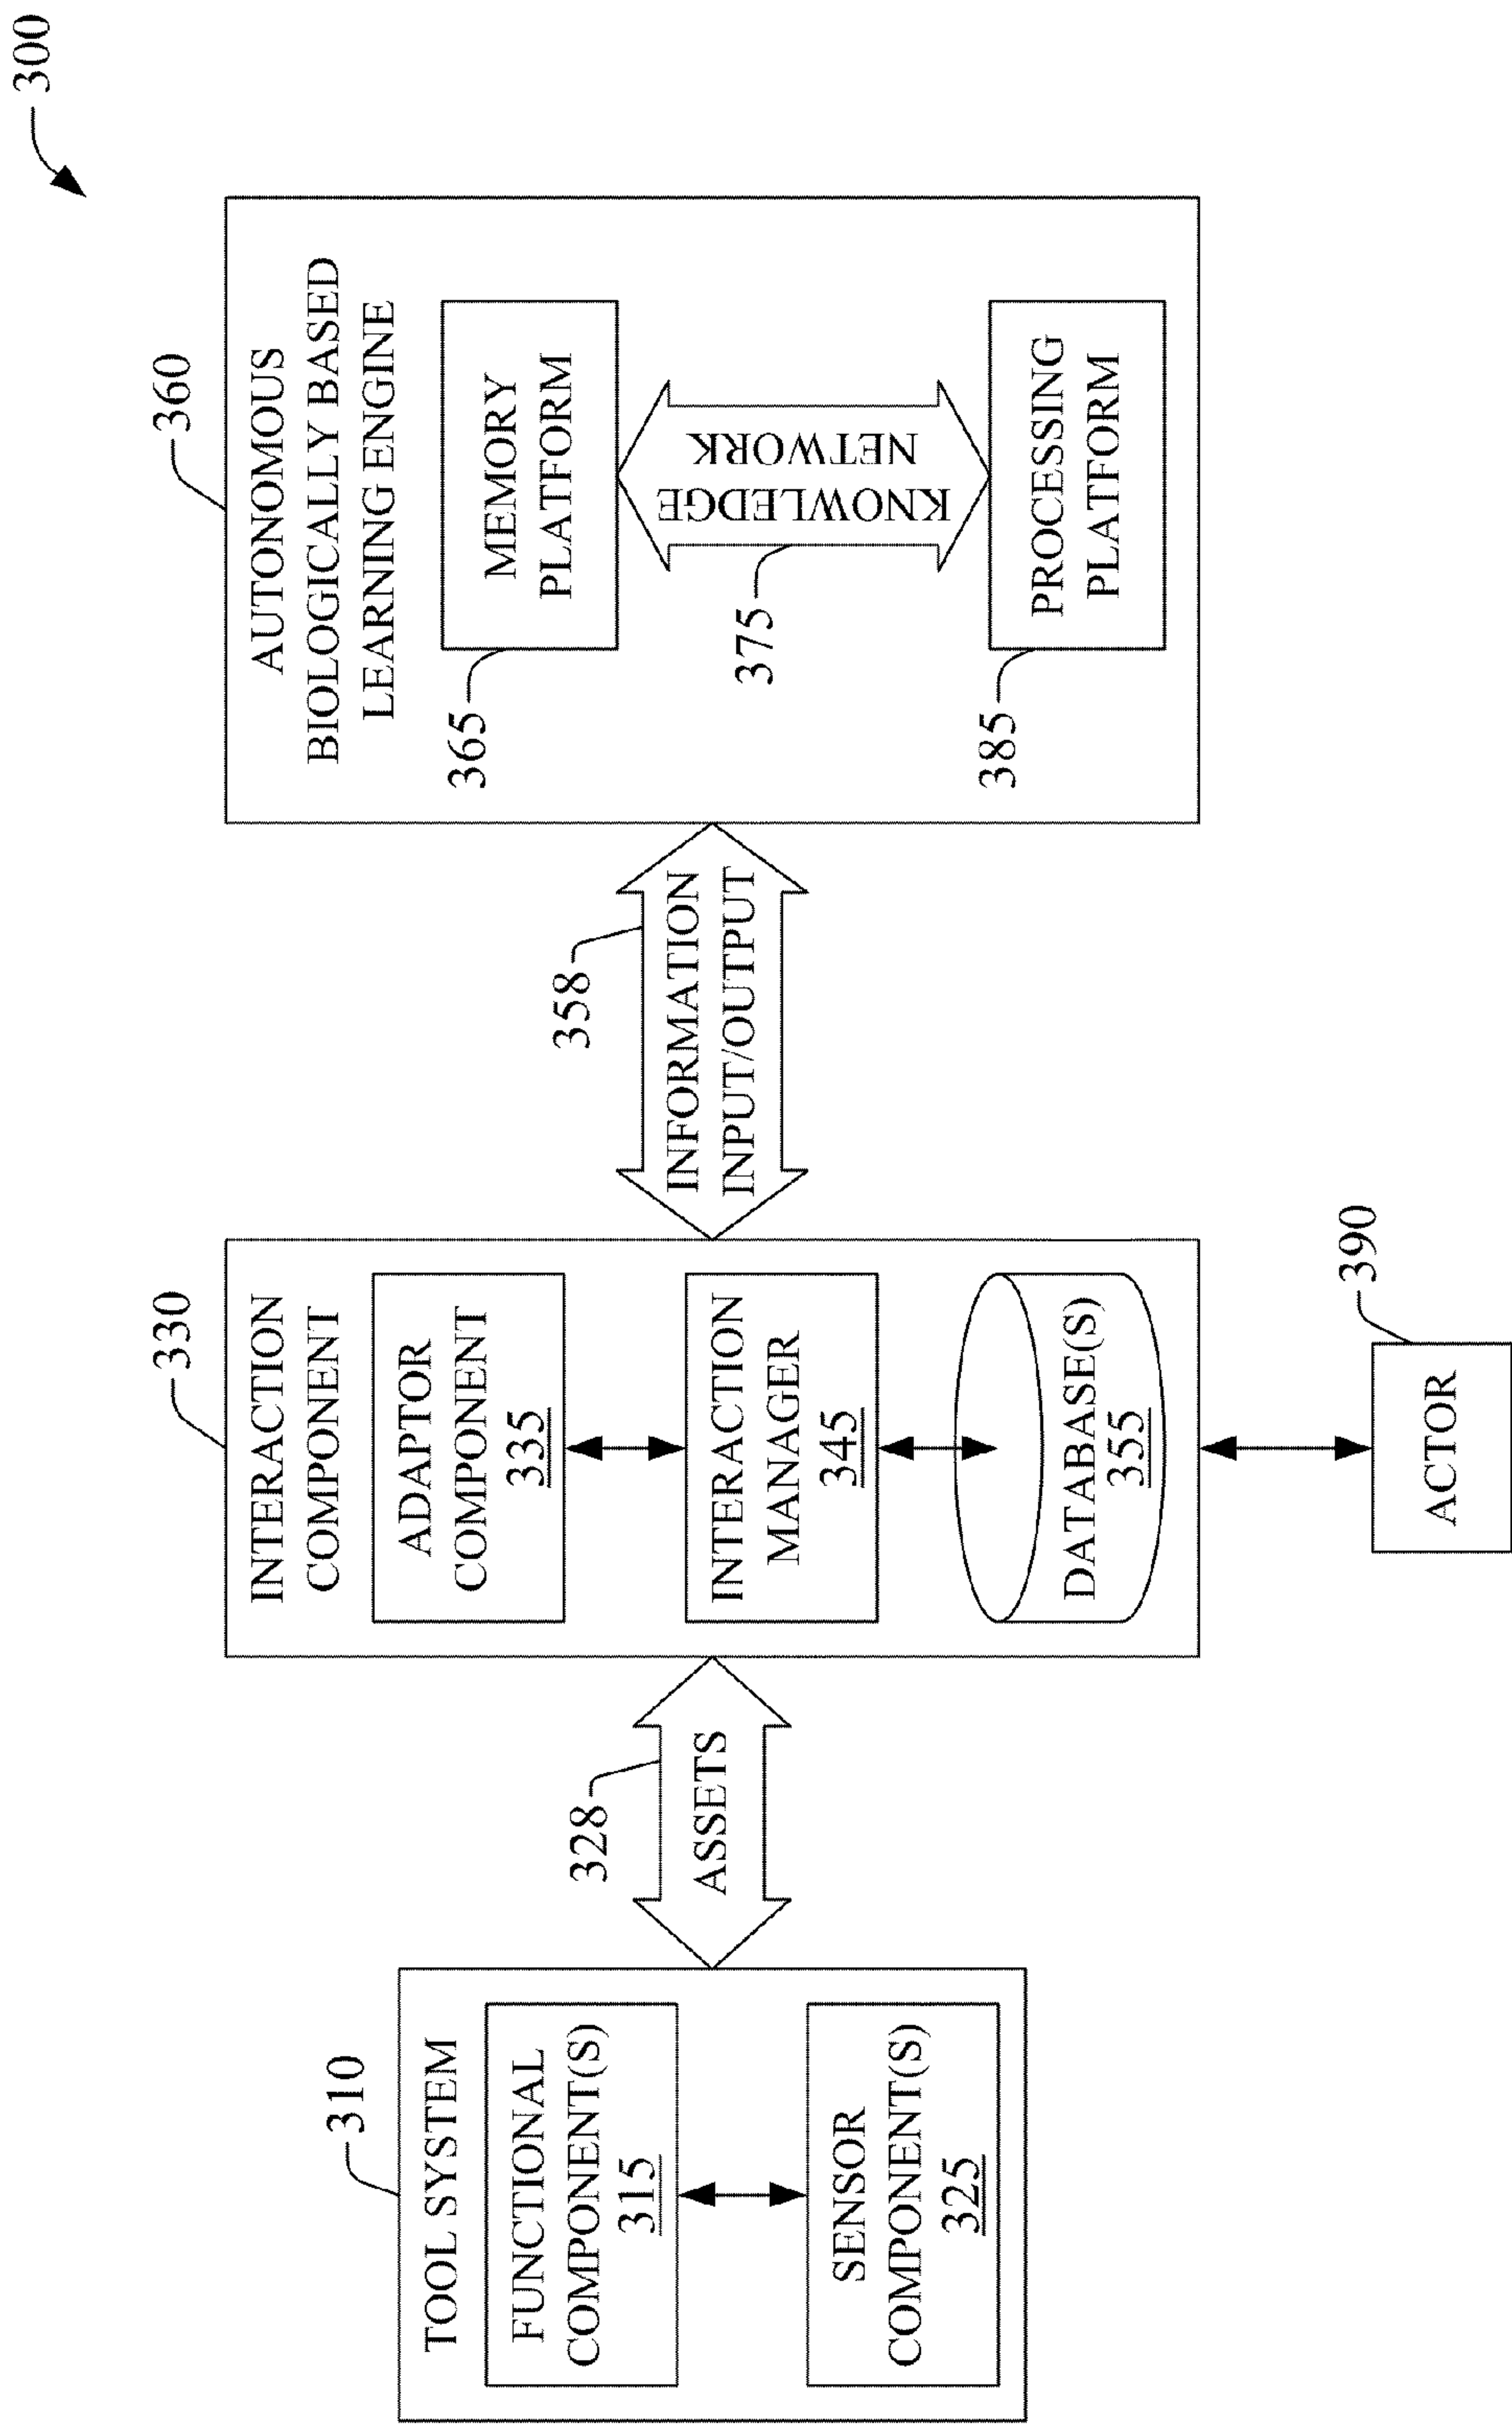 300
310
TOOL SYSTEM
FUNCTIONAL
COMPONENT(S)
315
SENSOR
COMPONENT(S)
325
328
ASSETS
330
INTERACTION
COMPONENT
ADAPTOR
COMPONENT
335
INTERACTION
MANAGER
345
DATABASE(S)
355
390
ACTOR
358
INFORMATION
INPUT/OUTPUT
360
AUTONOMOUS
BIOLOGICALLY BASED
LEARNING ENGINE
365
MEMORY
PLATFORM
375
KNOWLEDGE
NETWORK
385
PROCESSING
PLATFORM